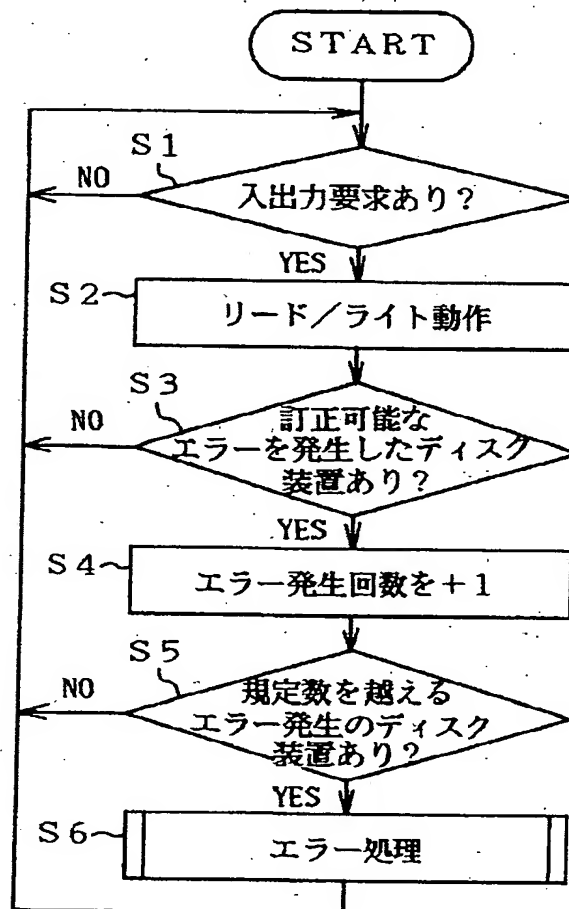 START
S1
NO
入出力要求あり?
YES
S2
リード/ライト動作
S3
NO
訂正可能な
エラーを発生したディスク
装置あり?
YES
S4
エラー発生回数を+1
S5
NO
規定数を越える
エラー発生のディスク
装置あり?
YES
S6
エラー処理